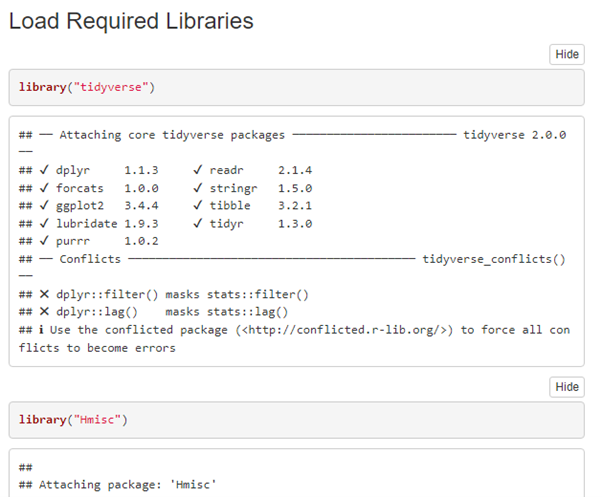 Load Required Libraries
Hide
library("tidyverse")
## ── Attaching core tidyverse packages ──────────────────────── tidyverse 2.0.0
──
## ✓ dplyr     1.1.3     ✓ readr     2.1.4
## ✓ forcats   1.0.0     ✓ stringr   1.5.0
## ✓ ggplot2   3.4.4     ✓ tibble    3.2.1
## ✓ lubridate 1.9.3     ✓ tidyr     1.3.0
## ✓ purrr     1.0.2
## ── Conflicts ────────────────────────────────────────── tidyverse_conflicts()
──
## ✕ dplyr::filter() masks stats::filter()
## ✕ dplyr::lag()    masks stats::lag()
## ℹ Use the conflicted package (<http://conflicted.r-lib.org/>) to force all con
flicts to become errors
Hide
library("Hmisc")
##
## Attaching package: 'Hmisc'